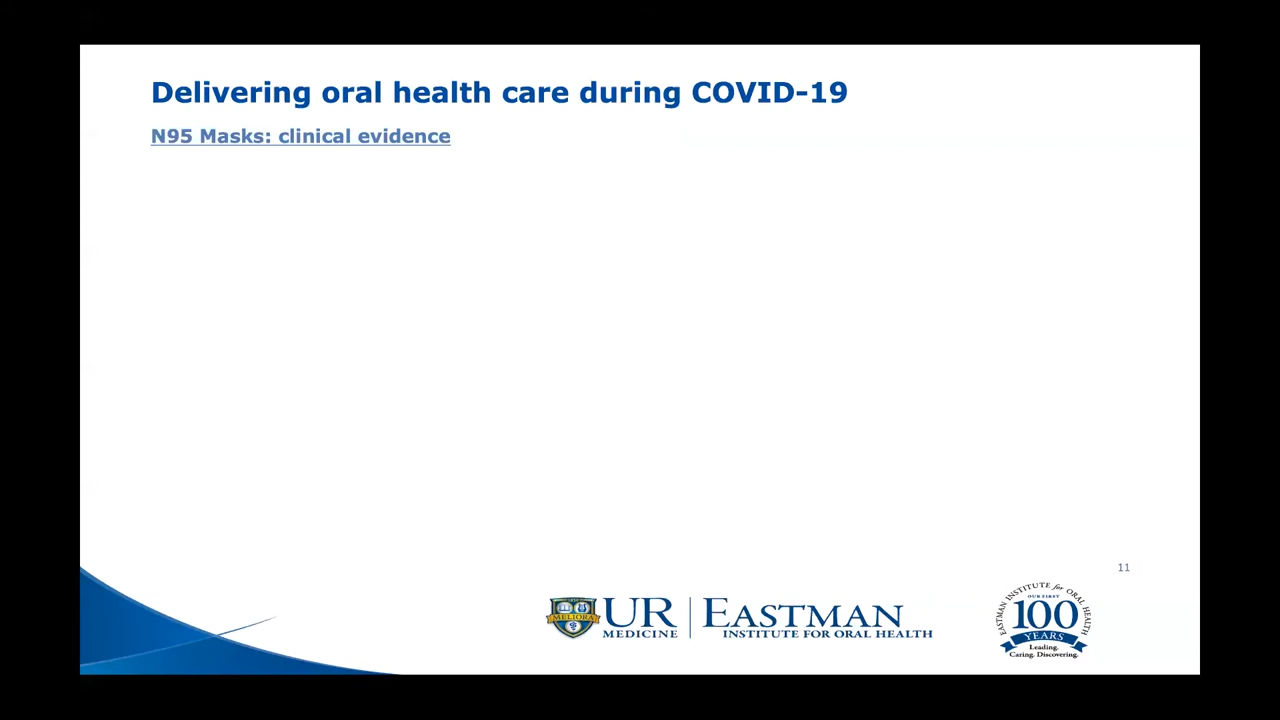 Delivering oral health care during COVID-19
N95 Masks: clinical evidence
11
MELIORA
UR MEDICINE
EASTMAN
INSTITUTE FOR ORAL HEALTH
EASTMAN INSTITUTE for ORAL HEALTH
OUR FIRST
100
YEARS
Leading.
Caring. Discovering.